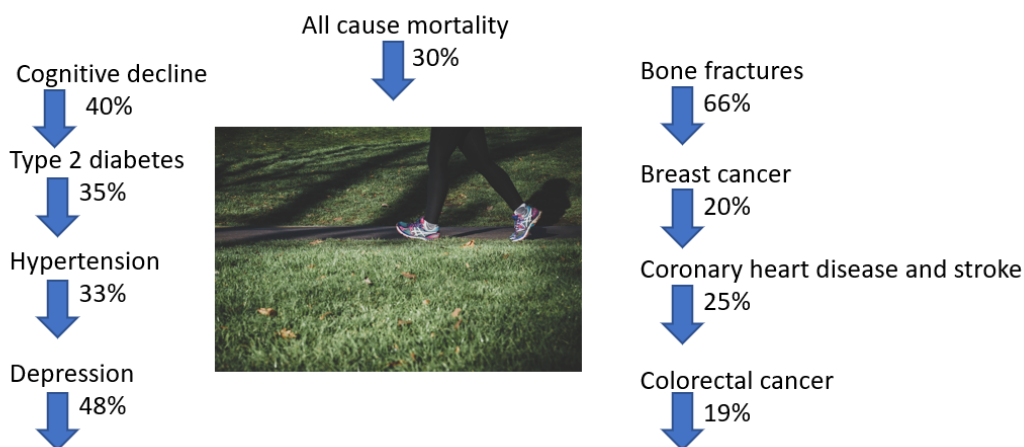 All cause mortality
30%
Cognitive decline
40%
Type 2 diabetes
35%
Hypertension
33%
Depression
48%
Bone fractures
66%
Breast cancer
20%
Coronary heart disease and stroke
25%
Colorectal cancer
19%